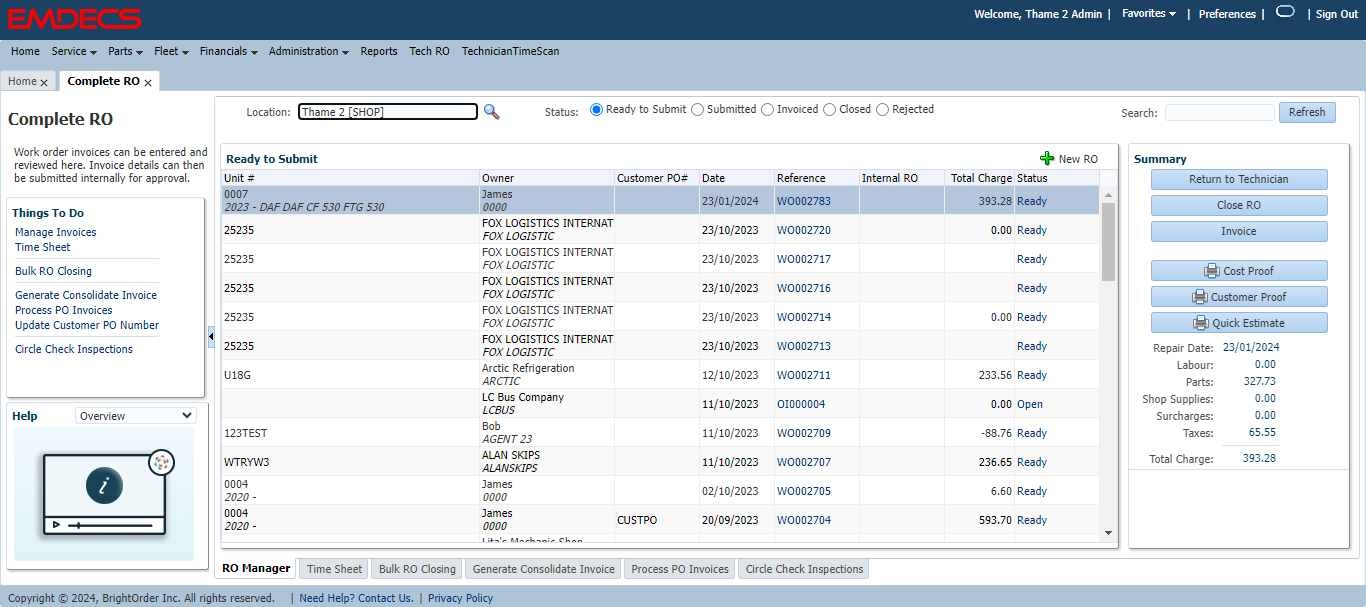 EMDECS
Welcome, Thame 2 Admin | Favorites | Preferences | | Sign Out
Home Service Parts Fleet Financials Administration Reports Tech RO TechnicianTimeScan
Home x Complete RO x
Complete RO
Work order invoices can be entered and
reviewed here. Invoice details can then
be submitted internally for approval.
Things To Do
Manage Invoices
Time Sheet
Bulk RO Closing
Generate Consolidate Invoice
Process PO Invoices
Update Customer PO Number
Circle Check Inspections
Help Overview
i
Location: Thame 2 [SHOP] Status: Ready to Submit Submitted Invoiced Closed Rejected Search: Refresh
Ready to Submit New RO
Unit # Owner Customer PO# Date Reference Internal RO Total Charge Status
0007 James
2023 - DAF DAF CF 530 FTG 530 0000 23/01/2024 WO002783 393.28 Ready
25235 FOX LOGISTICS INTERNAT
FOX LOGISTIC 23/10/2023 WO002720 0.00 Ready
25235 FOX LOGISTICS INTERNAT
FOX LOGISTIC 23/10/2023 WO002717 Ready
25235 FOX LOGISTICS INTERNAT
FOX LOGISTIC 23/10/2023 WO002716 Ready
25235 FOX LOGISTICS INTERNAT
FOX LOGISTIC 23/10/2023 WO002714 0.00 Ready
25235 FOX LOGISTICS INTERNAT
FOX LOGISTIC 23/10/2023 WO002713 Ready
U18G Arctic Refrigeration
ARCTIC 12/10/2023 WO002711 233.56 Ready
LC Bus Company
LCBUS 11/10/2023 OI000004 0.00 Open
123TEST Bob
AGENT 23 11/10/2023 WO002709 -88.76 Ready
WTRYW3 ALAN SKIPS
ALANSKIPS 11/10/2023 WO002707 236.65 Ready
0004 James
2020 - 0000 02/10/2023 WO002705 6.60 Ready
0004 James
2020 - 0000 CUSTPO 20/09/2023 WO002704 593.70 Ready
Lita's Mechanic Shop
Summary
Return to Technician
Close RO
Invoice
Cost Proof
Customer Proof
Quick Estimate
Repair Date: 23/01/2024
Labour: 0.00
Parts: 327.73
Shop Supplies: 0.00
Surcharges: 0.00
Taxes: 65.55
Total Charge: 393.28
RO Manager Time Sheet Bulk RO Closing Generate Consolidate Invoice Process PO Invoices Circle Check Inspections
Copyright © 2024, BrightOrder Inc. All rights reserved. | Need Help? Contact Us. | Privacy Policy